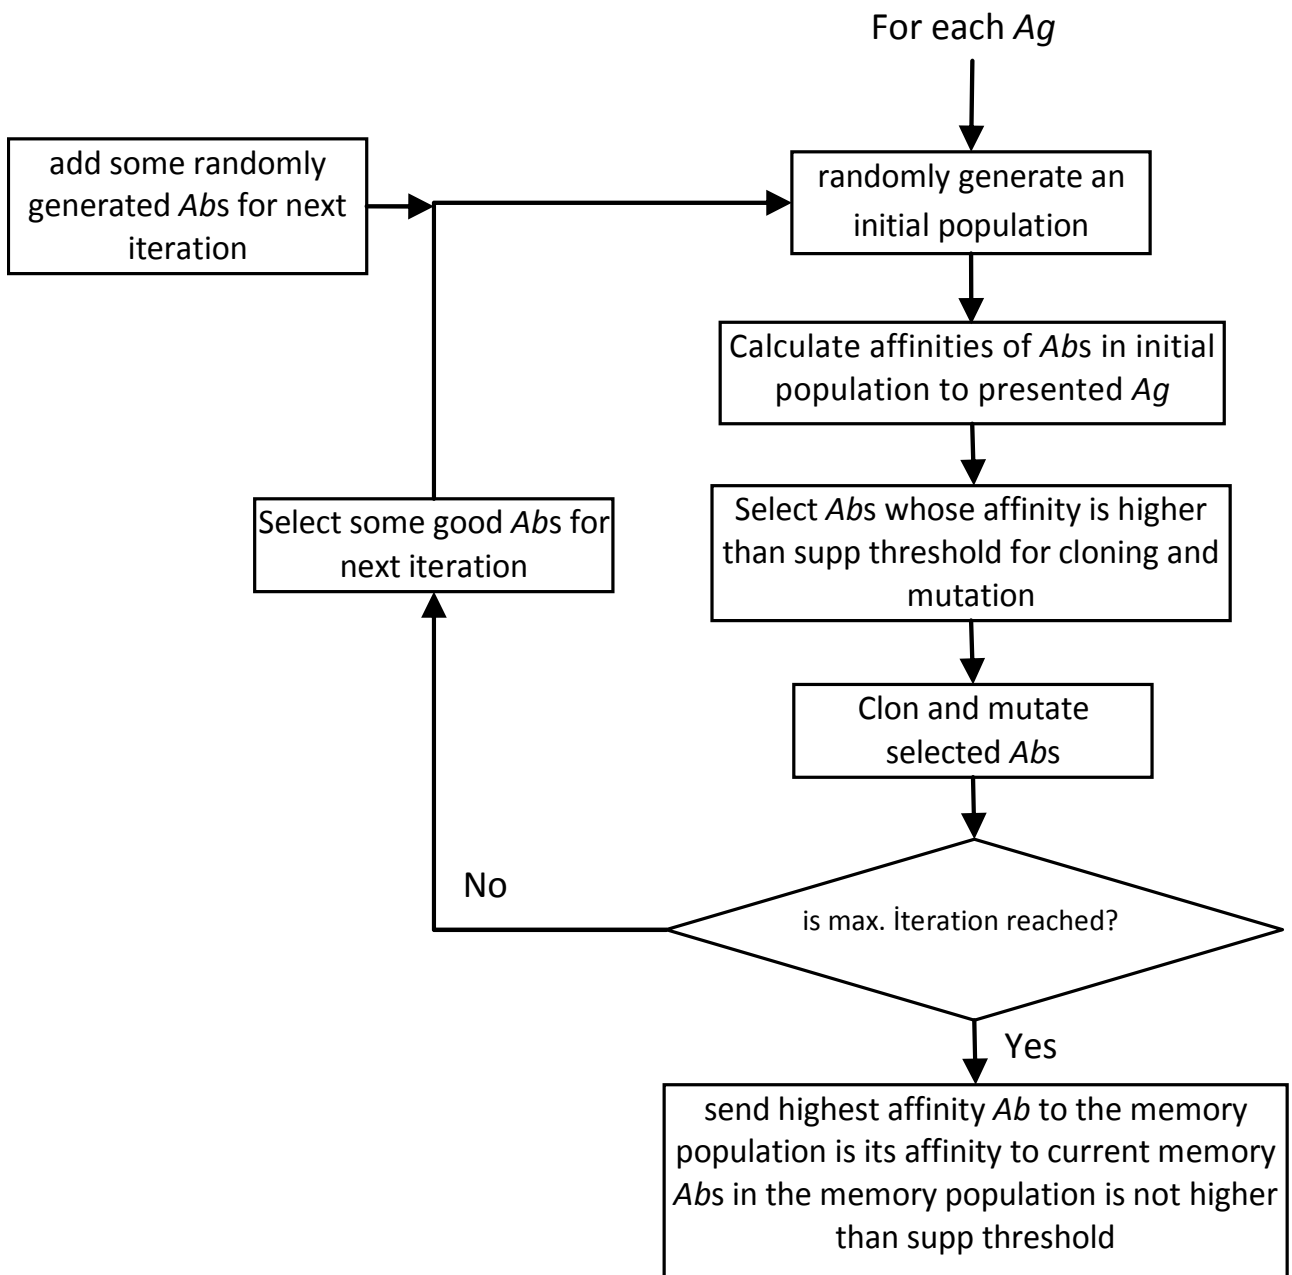 For each Ag
add some randomly
generated Abs for next
iteration
randomly generate an
initial population
Calculate affinities of Abs in initial
population to presented Ag
Select some good Abs for
next iteration
Select Abs whose affinity is higher
than supp threshold for cloning and
mutation
Clon and mutate
selected Abs
No
is max. İteration reached?
Yes
send highest affinity Ab to the memory
population is its affinity to current memory
Abs in the memory population is not higher
than supp threshold